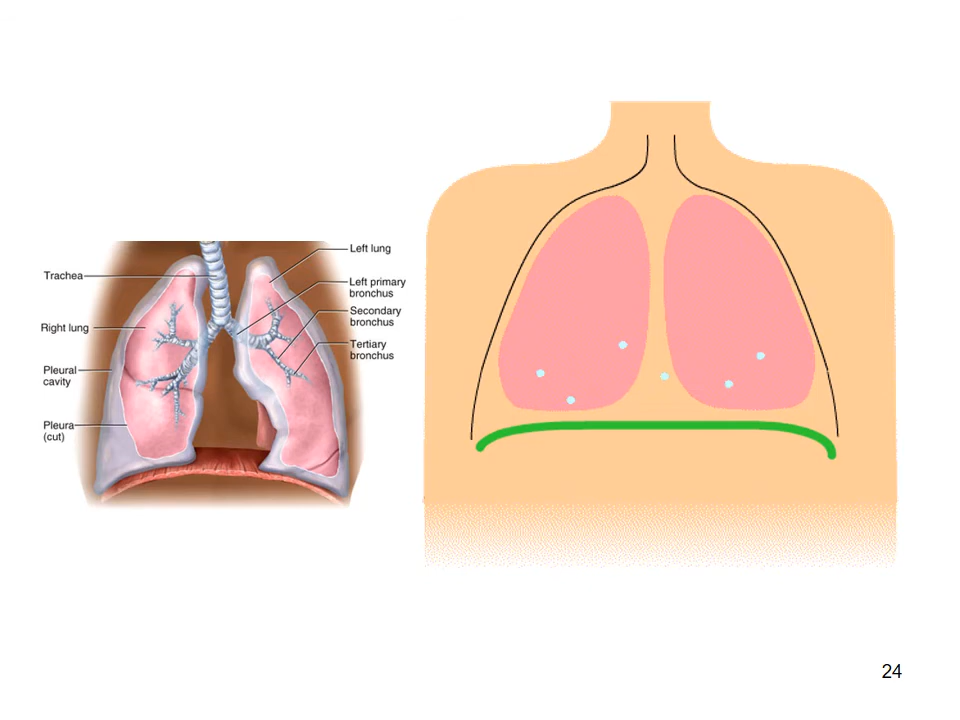 Left lung
Trachea
Left primary
bronchus
Secondary
bronchus
Right lung
Tertiary
bronchus
Pleural
cavity
Pleura
(cut)
24